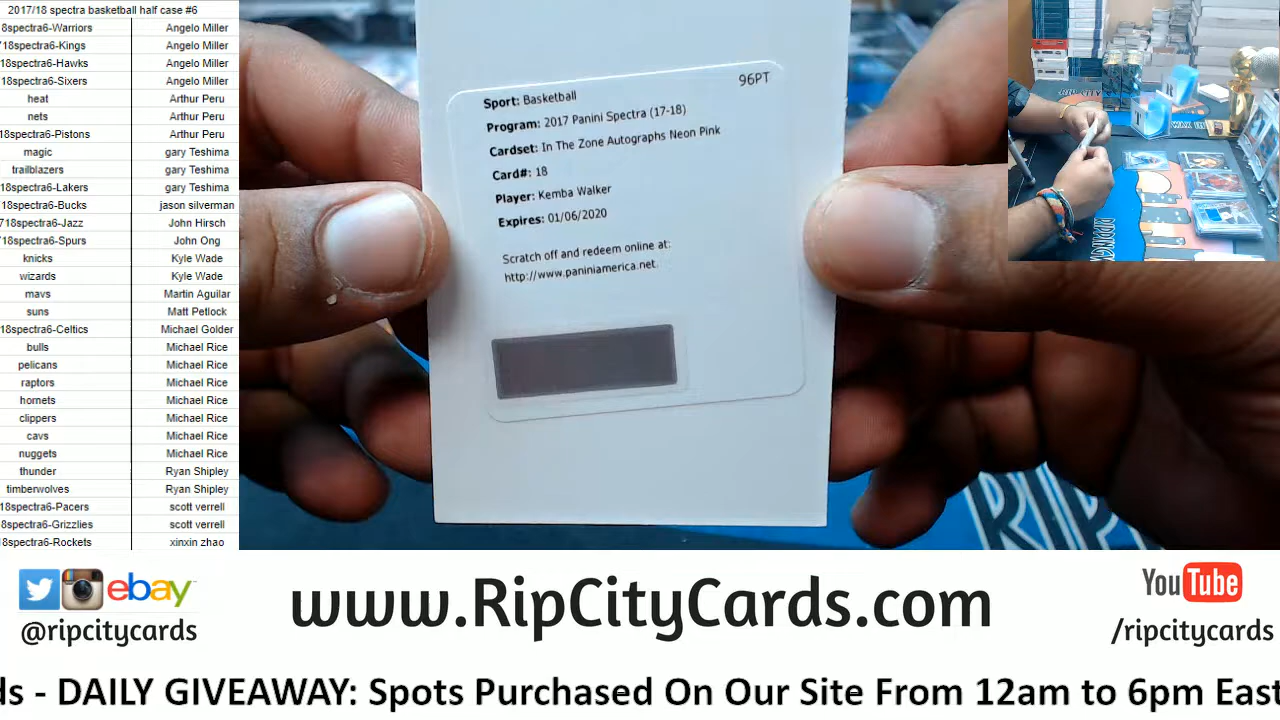 2017/18 spectra basketball half case #6
8spectra6-Warriors Angelo Miller
718spectra6-Kings Angelo Miller
18spectra6-Hawks Angelo Miller
18spectra6-Sixers Angelo Miller
heat Arthur Peru
nets Arthur Peru
18spectra6-Pistons Arthur Peru
magic gary Teshima
trailblazers gary Teshima
18spectra6-Lakers gary Teshima
18spectra6-Bucks jason silverman
718spectra6-Jazz John Hirsch
18spectra6-Spurs John Ong
knicks Kyle Wade
wizards Kyle Wade
mavs Martin Aguilar
suns Matt Petlock
18spectra6-Celtics Michael Golder
bulls Michael Rice
pelicans Michael Rice
raptors Michael Rice
hornets Michael Rice
clippers Michael Rice
cavs Michael Rice
nuggets Michael Rice
thunder Ryan Shipley
timberwolves Ryan Shipley
18spectra6-Pacers scott verrell
8spectra6-Grizzlies scott verrell
18spectra6-Rockets xinxin zhao
96PT
Sport: Basketball
Program: 2017 Panini Spectra (17-18)
Cardset: In The Zone Autographs Neon Pink
Card#: 18
Player: Kemba Walker
Expires: 01/06/2020
Scratch off and redeem online at:
http://www.paniniamerica.net.
RIP
ebay
@ripcitycards
www.RipCityCards.com
YouTube
/ripcitycards
ds - DAILY GIVEAWAY: Spots Purchased On Our Site From 12am to 6pm East